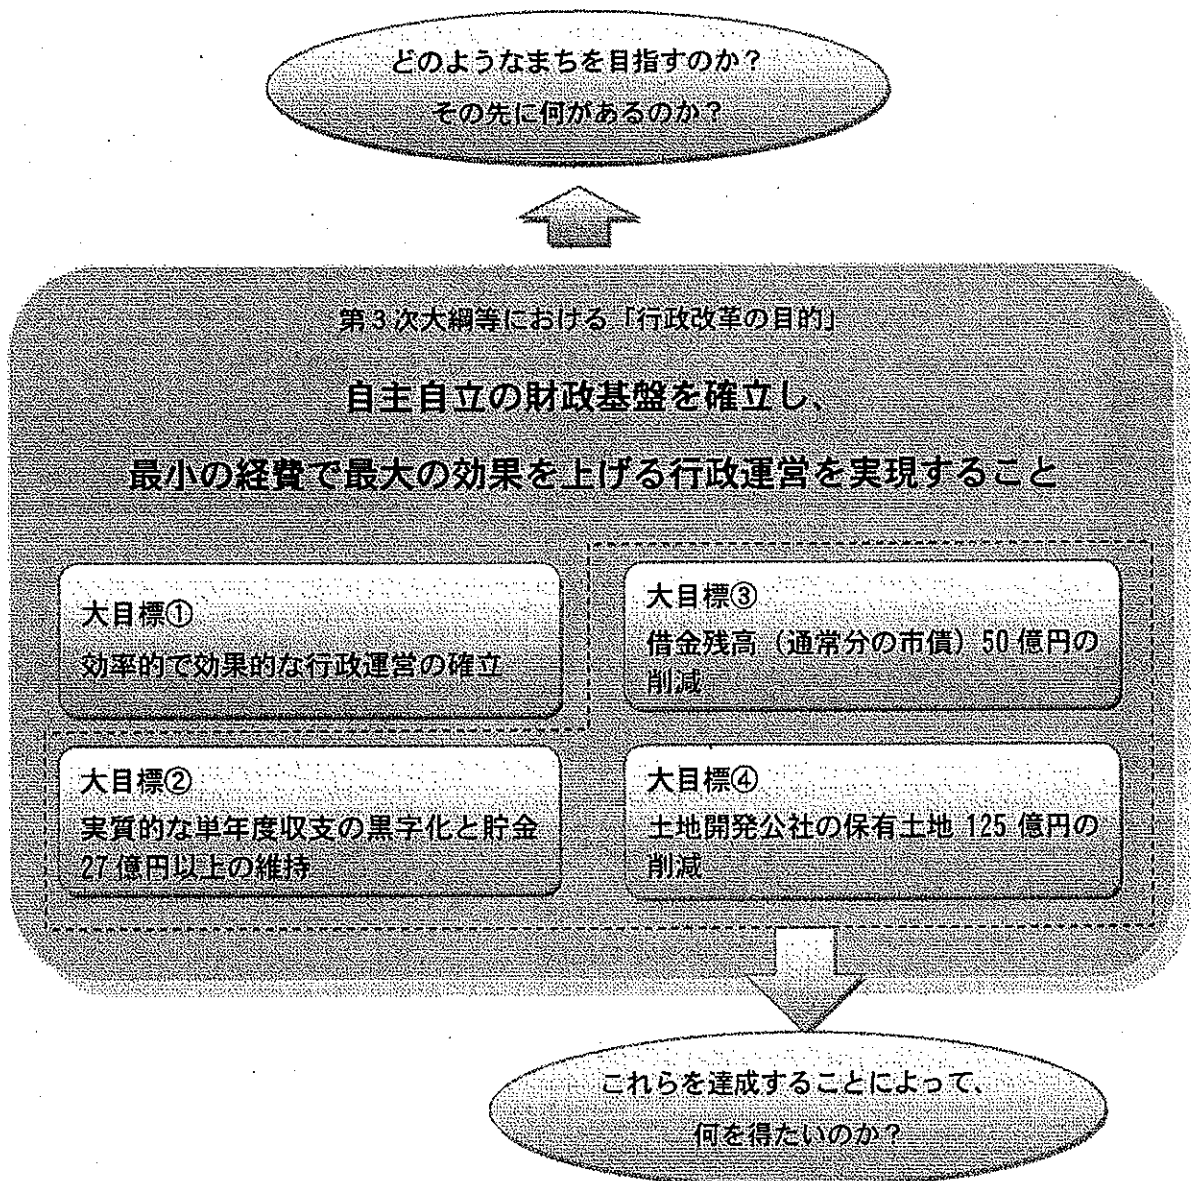 どのようなまちを目指すのか？
その先に何があるのか？
第３次大綱等における「行政改革の目的」
自主自立の財政基盤を確立し、
最小の経費で最大の効果を上げる行政運営を実現すること
大目標①
効率的で効果的な行政運営の確立
大目標②
実質的な単年度収支の黒字化と貯金
27億円以上の維持
大目標③
借金残高（通常分の市債）50億円の
削減
大目標④
土地開発公社の保有土地125億円の
削減
これらを達成することによって、
何を得たいのか？